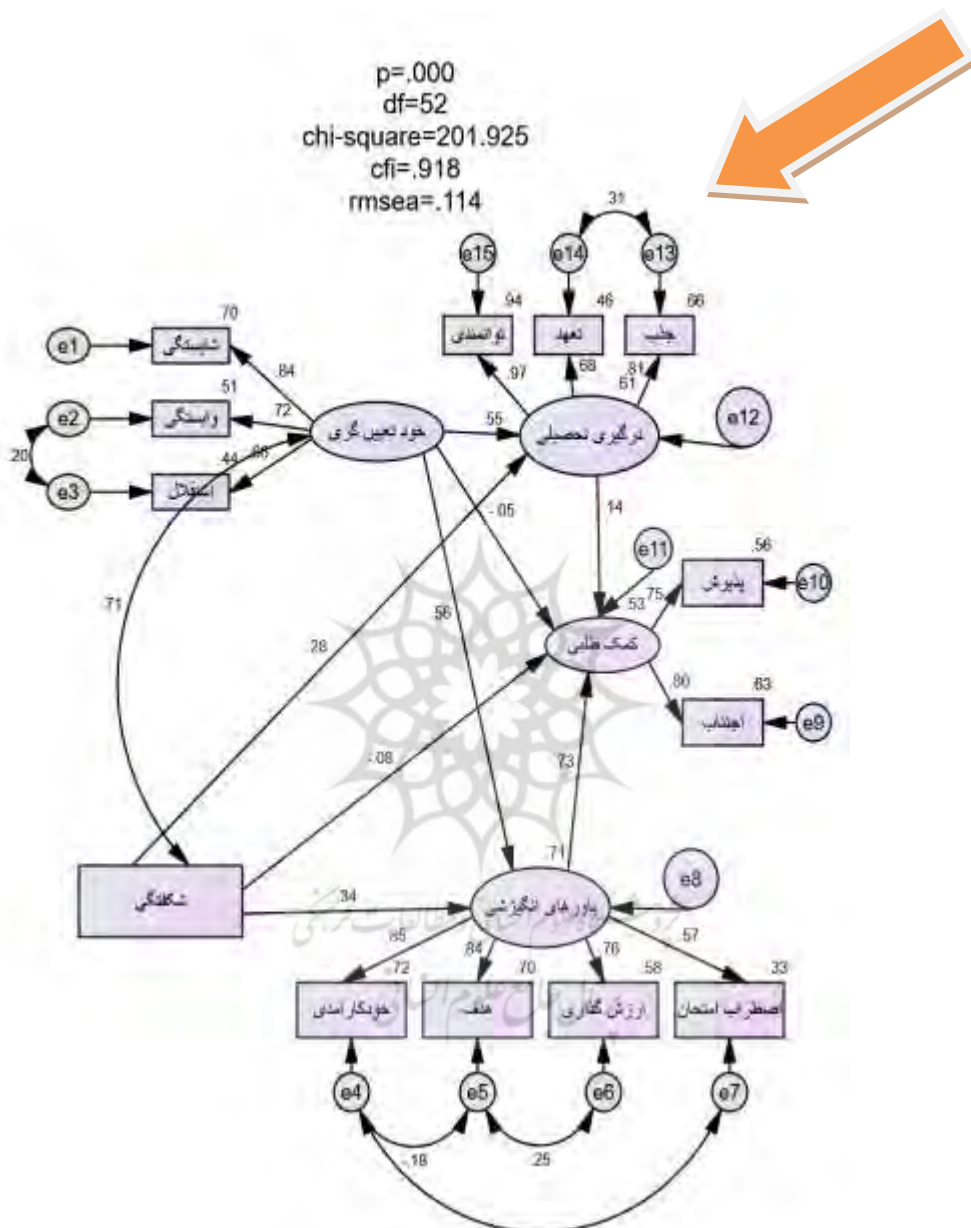 p=.000
df=52
chi-square=201.925
cfi=.918
rmsea=.114
.31
e15
e14
e13
.94
.46
.66
توانمندی
تعهد
جذب
.97
.68
.81
.61
e1
.70
شایستگی
.84
e2
.51
وابستگی
.72
.20
e3
.44
استقلال
.66
خود تعیین گری
.55
درگیری تحصیلی
e12
-.05
.14
e11
.56
پذیرش
e10
.75
.53
کمک طلبی
.71
.56
.28
.80
.63
اجتناب
e9
-.08
.73
.71
شکفتگی
.34
باورهای انگیزشی
e8
.85
.84
.76
.57
.72
.70
.58
.33
خودکارامدی
هدف
ارزش گذاری
اضطراب امتحان
e4
e5
e6
e7
-.18
.25